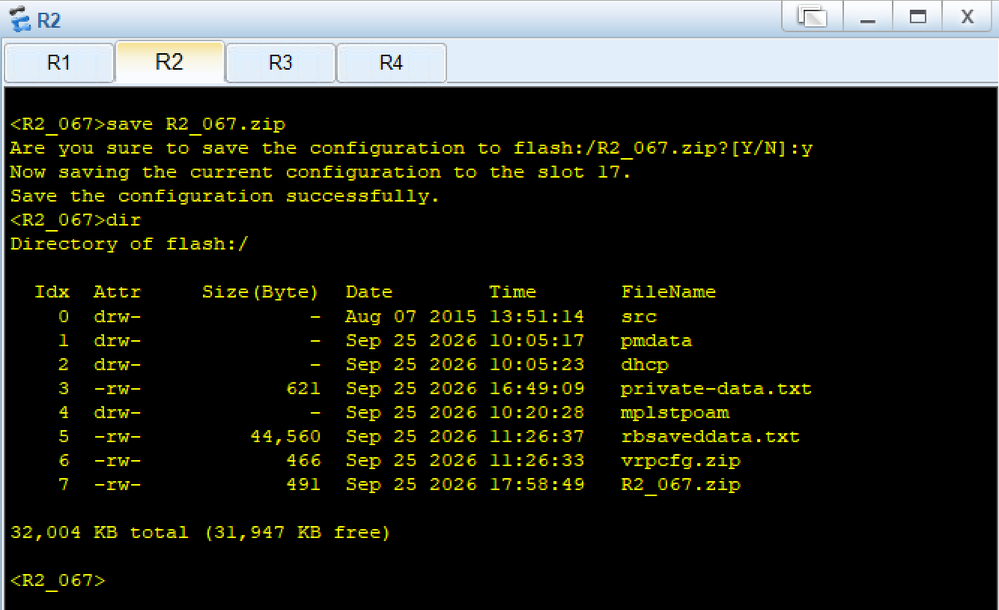 R2
X
R1 R2 R3 R4
<R2_067>save R2_067.zip
Are you sure to save the configuration to flash:/R2_067.zip?[Y/N]:y
Now saving the current configuration to the slot 17.
Save the configuration successfully.
<R2_067>dir
Directory of flash:/
Idx Attr Size(Byte) Date Time FileName
0 drw- - Aug 07 2015 13:51:14 src
1 drw- - Sep 25 2026 10:05:17 pmdata
2 drw- - Sep 25 2026 10:05:23 dhcp
3 -rw- 621 Sep 25 2026 16:49:09 private-data.txt
4 drw- - Sep 25 2026 10:20:28 mplstpoam
5 -rw- 44,560 Sep 25 2026 11:26:37 rbsaveddata.txt
6 -rw- 466 Sep 25 2026 11:26:33 vrpcfg.zip
7 -rw- 491 Sep 25 2026 17:58:49 R2_067.zip
32,004 KB total (31,947 KB free)
<R2_067>